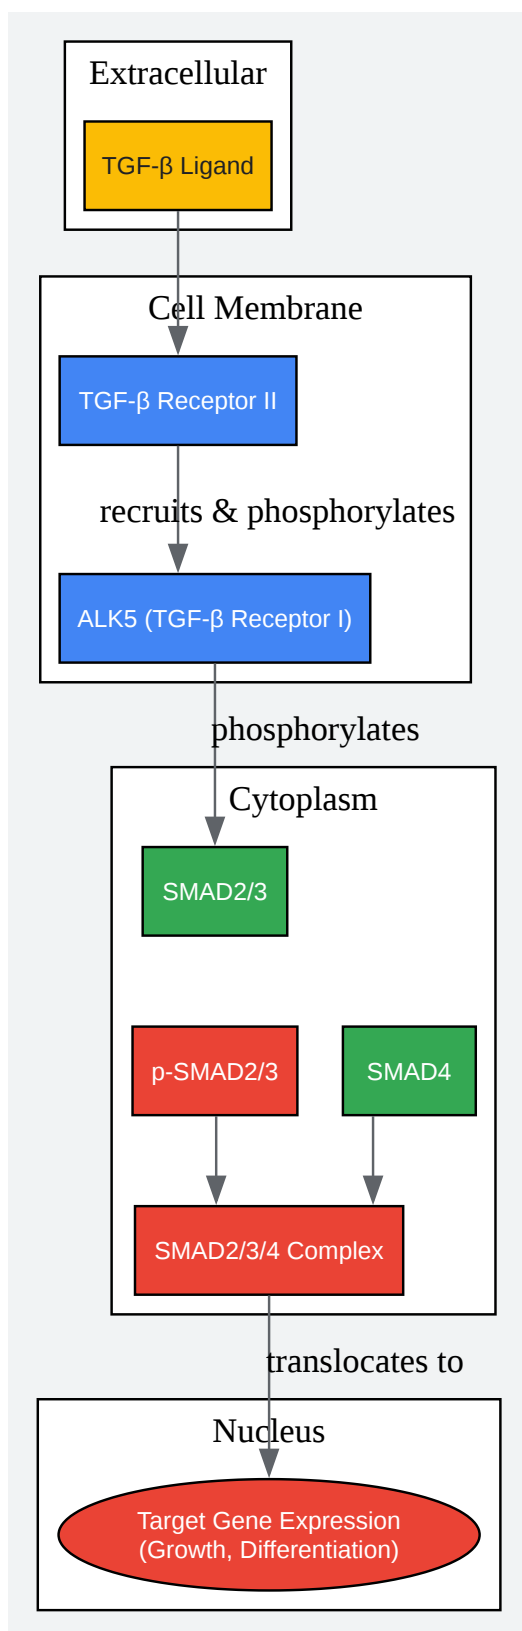 Extracellular
TGF-β Ligand
Cell Membrane
TGF-β Receptor II
recruits & phosphorylates
ALK5 (TGF-β Receptor I)
phosphorylates
Cytoplasm
SMAD2/3
p-SMAD2/3
SMAD4
SMAD2/3/4 Complex
translocates to
Nucleus
Target Gene Expression
(Growth, Differentiation)